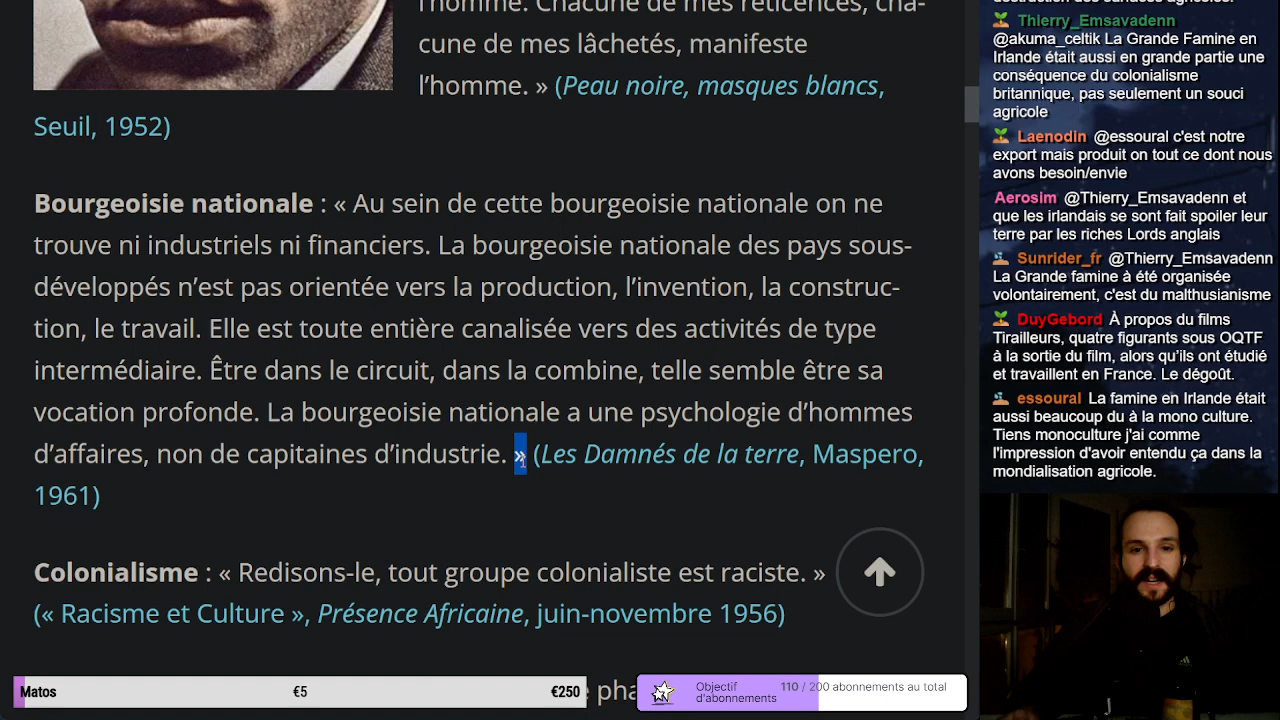 l'homme. Chacune de mes réticences, cha-
cune de mes lâchetés, manifeste
l'homme. » (Peau noire, masques blancs,
Seuil, 1952)
Bourgeoisie nationale : « Au sein de cette bourgeoisie nationale on ne
trouve ni industriels ni financiers. La bourgeoisie nationale des pays sous-
développés n’est pas orientée vers la production, l’invention, la construc-
tion, le travail. Elle est toute entière canalisée vers des activités de type
intermédiaire. Être dans le circuit, dans la combine, telle semble être sa
vocation profonde. La bourgeoisie nationale a une psychologie d’hommes
d’affaires, non de capitaines d’industrie. » (Les Damnés de la terre, Maspero,
1961)
Colonialisme : « Redisons-le, tout groupe colonialiste est raciste. »
(« Racisme et Culture », Présence Africaine, juin-novembre 1956)
Matos €5 €250
Objectif 110 / 200 abonnements au total
d'abonnements
Thierry_Emsavadenn
@akuma_celtik La Grande Famine en
Irlande était aussi en grande partie une
conséquence du colonialisme
britannique, pas seulement un souci
agricole
Laenodin @essoural c'est notre
export mais produit on tout ce dont nous
avons besoin/envie
Aerosim @Thierry_Emsavadenn et
que les irlandais se sont fait spoiler leur
terre par les riches Lords anglais
Sunrider_fr @Thierry_Emsavadenn
La Grande famine à été organisée
volontairement, c'est du malthusianisme
DuyGebord À propos du films
Tirailleurs, quatre figurants sous OQTF
à la sortie du film, alors qu'ils ont étudié
et travaillent en France. Le dégoût.
essoural La famine en Irlande était
aussi beaucoup du à la mono culture.
Tiens monoculture j'ai comme
l'impression d'avoir entendu ça dans la
mondialisation agricole.